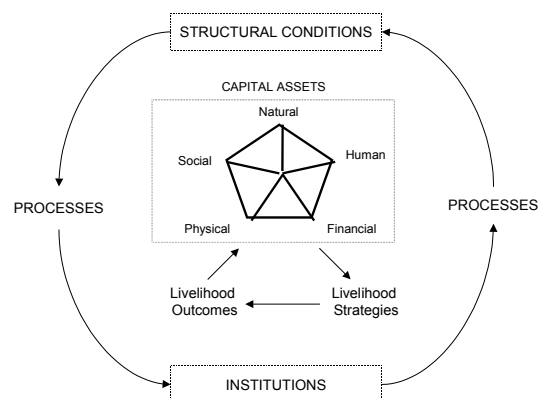 STRUCTURAL CONDITIONS
CAPITAL ASSETS
Natural
Social
Human
PROCESSES
PROCESSES
Physical
Financial
Livelihood
Outcomes
Livelihood
Strategies
INSTITUTIONS